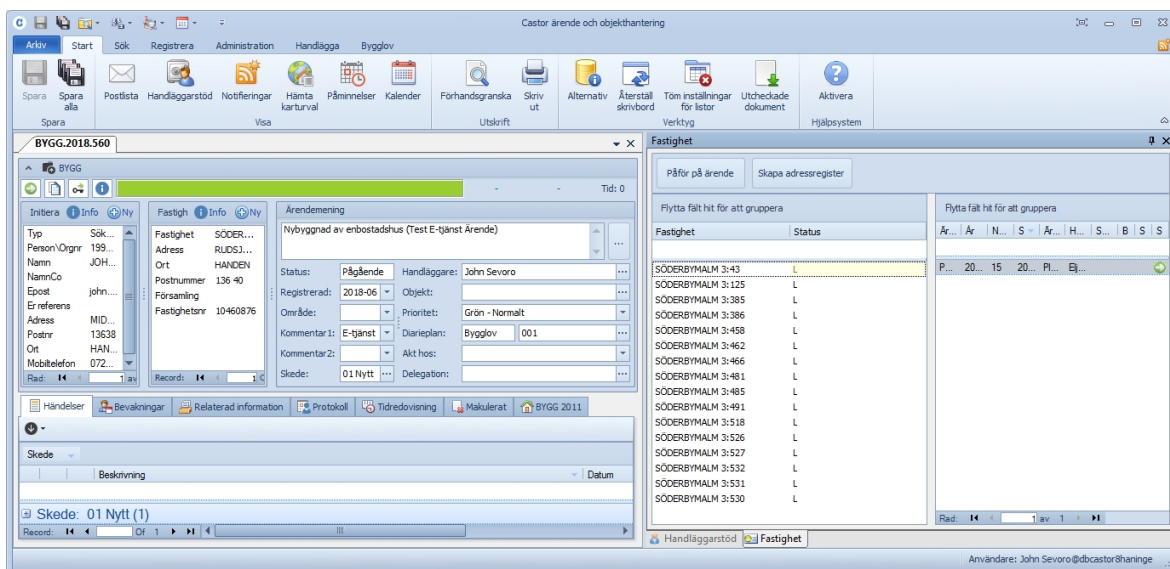 Castor ärende och objekthantering
Arkiv Start Sök Registrera Administration Handlägga Bygglov
Spara Spara alla Postlista Handläggarstöd Notifieringar Hämta karturval Påminnelser Kalender Förhandsgranska Skriv ut Alternativ Återställ skrivbord Töm inställningar för listor Utcheckade dokument Aktivera
Spara Visa Utskrift Verktyg Hjälpsystem
BYGG.2018.560
BYGG
- - Tid: 0
Initiera Info Ny
Typ Sök...
Person\Orgnr 199...
Namn JOH...
NamnCo
Epost john....
Er referens
Adress MID...
Postnr 13638
Ort HAN...
Mobiltelefon 072...
Rad: 1 av
Fastigh Info Ny
Fastighet SÖDER...
Adress RUDSJ...
Ort HANDEN
Postnummer 136 40
Församling
Fastighetsnr 10460876
Record: 1
Ärendemening
Nybyggnad av enbostadshus (Test E-tjänst Ärende)
Status: Pågående Handläggare: John Sevoro
Registrerad: 2018-06 Objekt:
Område: Prioritet: Grön - Normalt
Kommentar1: E-tjänst Diarieplan: Bygglov 001
Kommentar2: Akt hos:
Skede: 01 Nytt Delegation:
Händelser Bevakningar Relaterad information Protokoll Tidredovisning Makulerat BYGG 2011
Skede
Beskrivning Datum
Skede: 01 Nytt (1)
Record: Of 1
Fastighet
Påför på ärende Skapa adressregister
Flytta fält hit för att gruppera
Fastighet Status
SÖDERBYMALM 3:43 L
SÖDERBYMALM 3:125 L
SÖDERBYMALM 3:385 L
SÖDERBYMALM 3:386 L
SÖDERBYMALM 3:458 L
SÖDERBYMALM 3:462 L
SÖDERBYMALM 3:466 L
SÖDERBYMALM 3:481 L
SÖDERBYMALM 3:485 L
SÖDERBYMALM 3:491 L
SÖDERBYMALM 3:518 L
SÖDERBYMALM 3:526 L
SÖDERBYMALM 3:527 L
SÖDERBYMALM 3:532 L
SÖDERBYMALM 3:531 L
SÖDERBYMALM 3:530 L
Flytta fält hit för att gruppera
Är... År N... S Är... H... S... B S S
P... 20... 15 20... Pl... Ej...
Rad: 1 av 1
Handläggarstöd Fastighet
Användare: John Sevoro@dbcastor8haninge